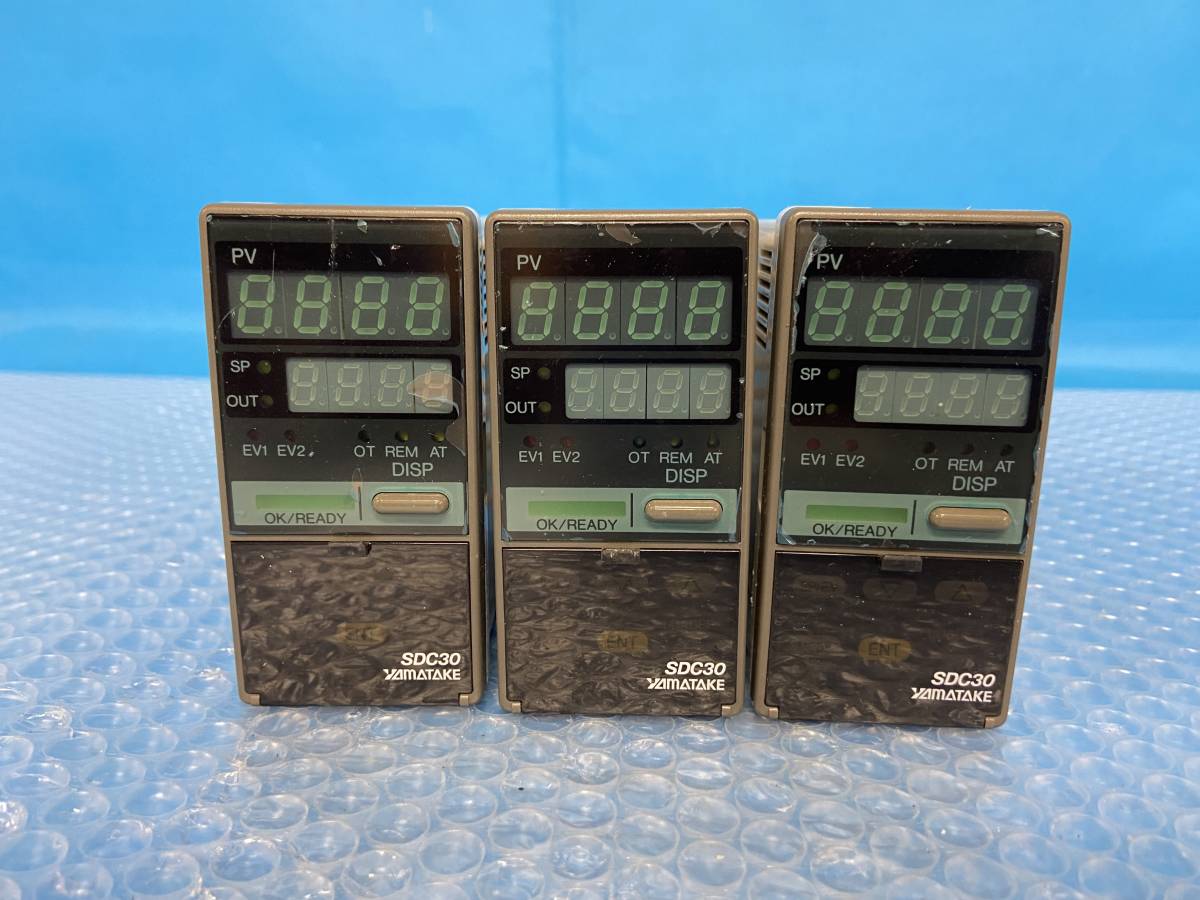 PV
SP
OUT
EV1 EV2 OT REM AT
DISP
OK/READY
ENT
SDC30
YAMATAKE
PV
SP
OUT
EV1 EV2 OT REM AT
DISP
OK/READY
ENT
SDC30
YAMATAKE
PV
SP
OUT
EV1 EV2 OT REM AT
DISP
OK/READY
ENT
SDC30
YAMATAKE